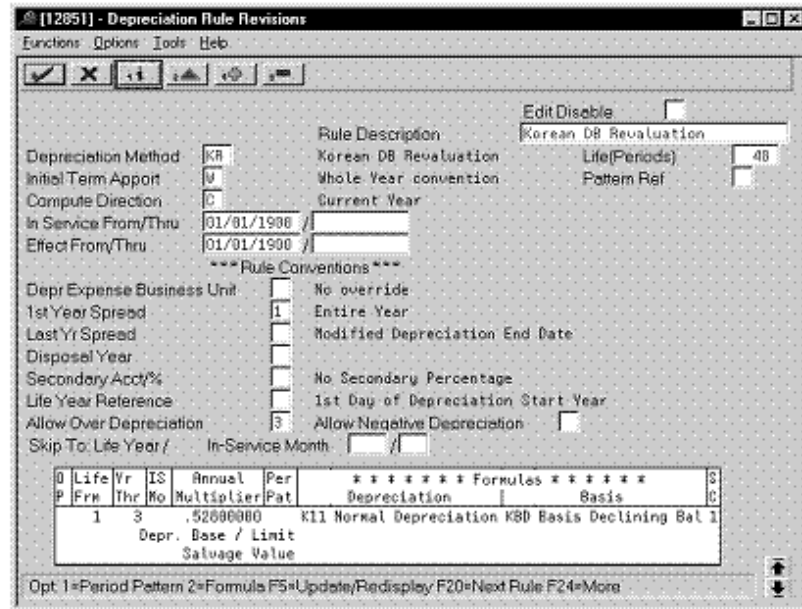 [12851] - Depreciation Rule Revisions
Functions Options Tools Help
Edit Disable
Rule Description Korean DB Revaluation
Depreciation Method KR Korean DB Revaluation Life(Periods) 48
Initial Term Apport W Whole Year convention Pattern Ref
Compute Direction C Current Year
In Service From/Thru 01/01/1900 /
Effect From/Thru 01/01/1900 /
*** Rule Conventions ***
Depr Expense Business Unit No override
1st Year Spread 1 Entire Year
Last Yr Spread Modified Depreciation End Date
Disposal Year
Secondary Acct/% No Secondary Percentage
Life Year Reference 1st Day of Depreciation Start Year
Allow Over Depreciation 3 Allow Negative Depreciation
Skip To: Life Year / In-Service Month /
O Life Yr IS Annual Per * * * * * * * Formulas * * * * * * S
P Frm Thr Mo Multiplier Pat Depreciation Basis C
1 3 .52800000 K11 Normal Depreciation KBD Basis Declining Bal 1
Depr. Base / Limit
Salvage Value
Opt: 1=Period Pattern 2=Formula F5=Update/Redisplay F20=Next Rule F24=More